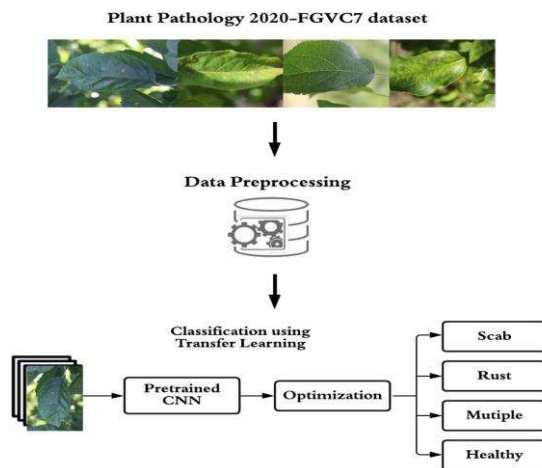 Plant Pathology 2020-FGVC7 dataset
Data Preprocessing
Classification using
Transfer Learning
Pretrained
CNN
Optimization
Scab
Rust
Mutiple
Healthy